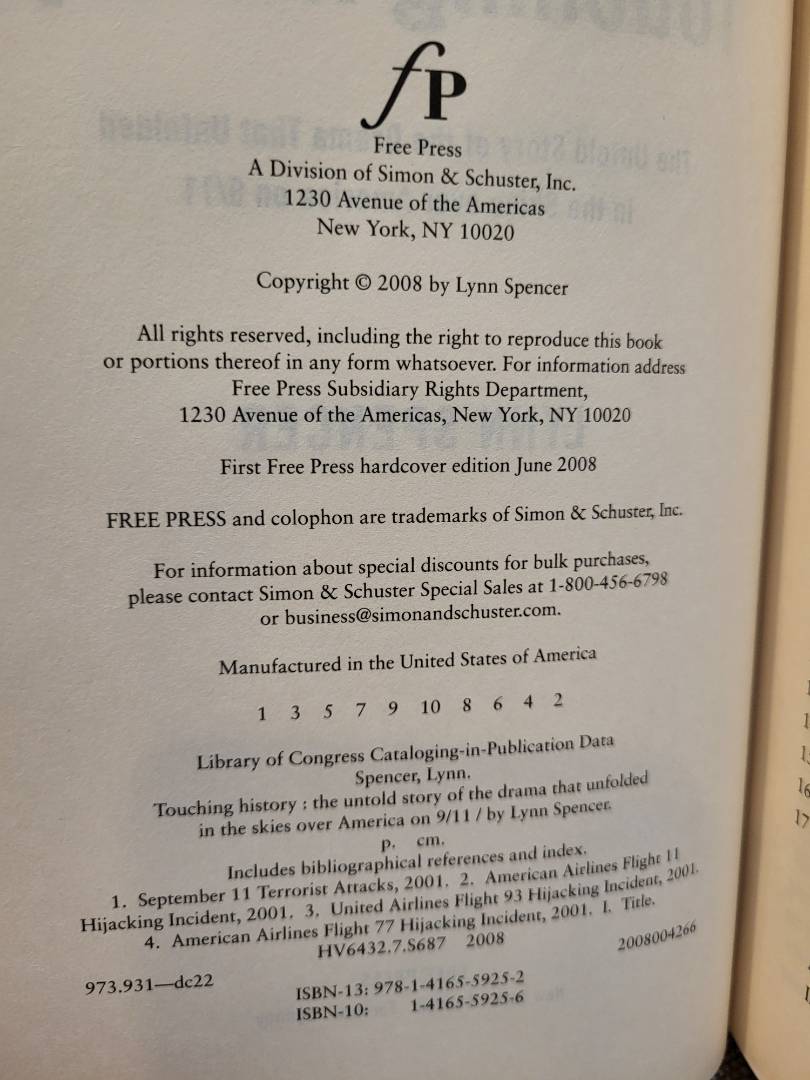 fP
Free Press
A Division of Simon & Schuster, Inc.
1230 Avenue of the Americas
New York, NY 10020
Copyright © 2008 by Lynn Spencer
All rights reserved, including the right to reproduce this book
or portions thereof in any form whatsoever. For information address
Free Press Subsidiary Rights Department,
1230 Avenue of the Americas, New York, NY 10020
First Free Press hardcover edition June 2008
FREE PRESS and colophon are trademarks of Simon & Schuster, Inc.
For information about special discounts for bulk purchases,
please contact Simon & Schuster Special Sales at 1-800-456-6798
or business@simonandschuster.com.
Manufactured in the United States of America
1 3 5 7 9 10 8 6 4 2
Library of Congress Cataloging-in-Publication Data
Spencer, Lynn.
Touching history : the untold story of the drama that unfolded
in the skies over America on 9/11 / by Lynn Spencer.
p. cm.
Includes bibliographical references and index.
1. September 11 Terrorist Attacks, 2001. 2. American Airlines Flight 11
Hijacking Incident, 2001. 3. United Airlines Flight 93 Hijacking Incident, 2001.
4. American Airlines Flight 77 Hijacking Incident, 2001. I. Title.
HV6432.7.S687 2008
973.931—dc22 2008004266
ISBN-13: 978-1-4165-5925-2
ISBN-10: 1-4165-5925-6